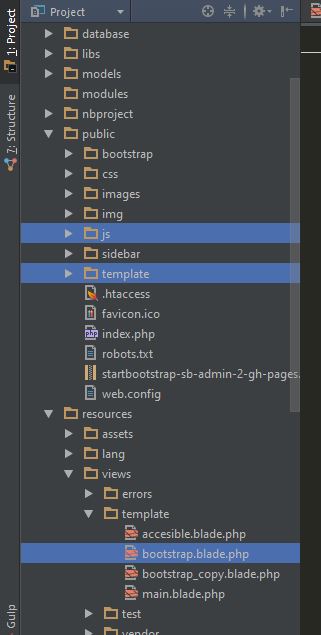 Project
1: Project
7: Structure
Gulp
database
libs
models
modules
nbproject
public
bootstrap
css
images
img
js
sidebar
template
.htaccess
favicon.ico
index.php
robots.txt
startbootstrap-sb-admin-2-gh-pages.
web.config
resources
assets
lang
views
errors
template
accesible.blade.php
bootstrap.blade.php
bootstrap_copy.blade.php
main.blade.php
test
vendor